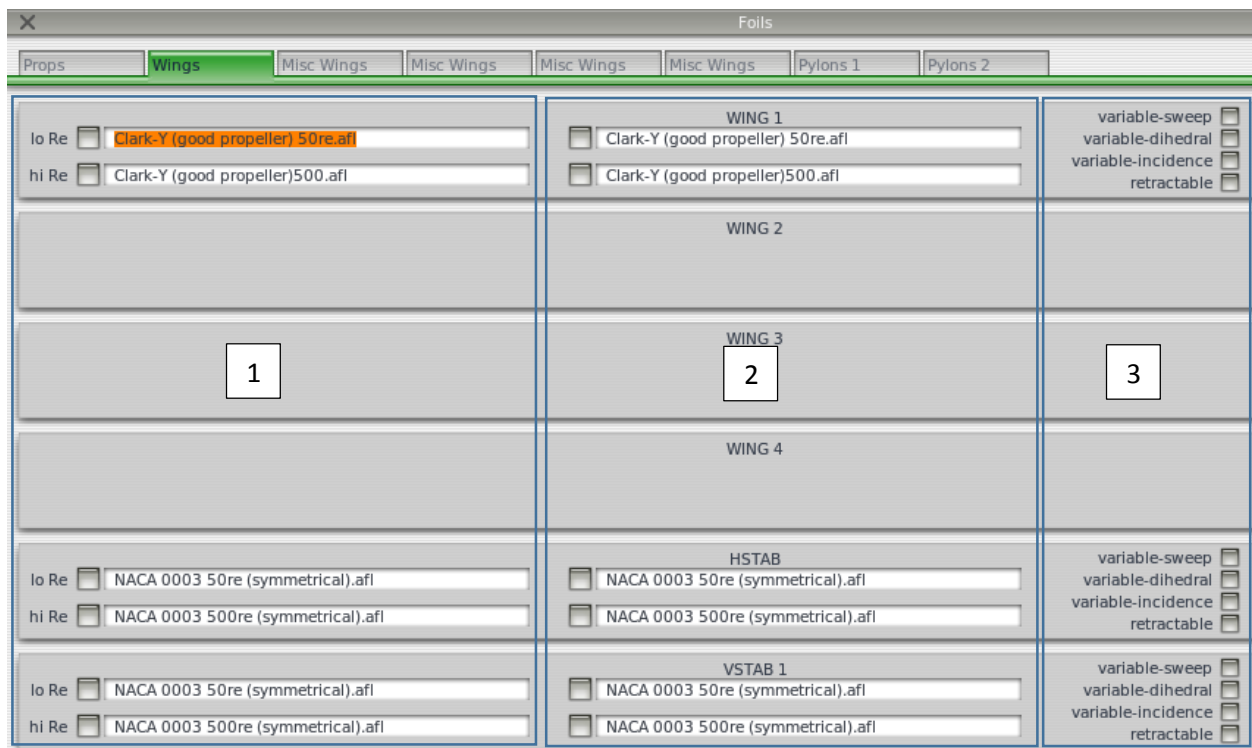 Foils
Props Wings Misc Wings Misc Wings Misc Wings Misc Wings Pylons 1 Pylons 2
WING 1 variable-sweep
lo Re Clark-Y (good propeller) 50re.afl Clark-Y (good propeller) 50re.afl variable-dihedral
variable-incidence
hi Re Clark-Y (good propeller)500.afl Clark-Y (good propeller)500.afl retractable
WING 2
WING 3
1 2 3
WING 4
HSTAB variable-sweep
lo Re NACA 0003 50re (symmetrical).afl NACA 0003 50re (symmetrical).afl variable-dihedral
variable-incidence
hi Re NACA 0003 500re (symmetrical).afl NACA 0003 500re (symmetrical).afl retractable
VSTAB 1 variable-sweep
lo Re NACA 0003 50re (symmetrical).afl NACA 0003 50re (symmetrical).afl variable-dihedral
variable-incidence
hi Re NACA 0003 500re (symmetrical).afl NACA 0003 500re (symmetrical).afl retractable